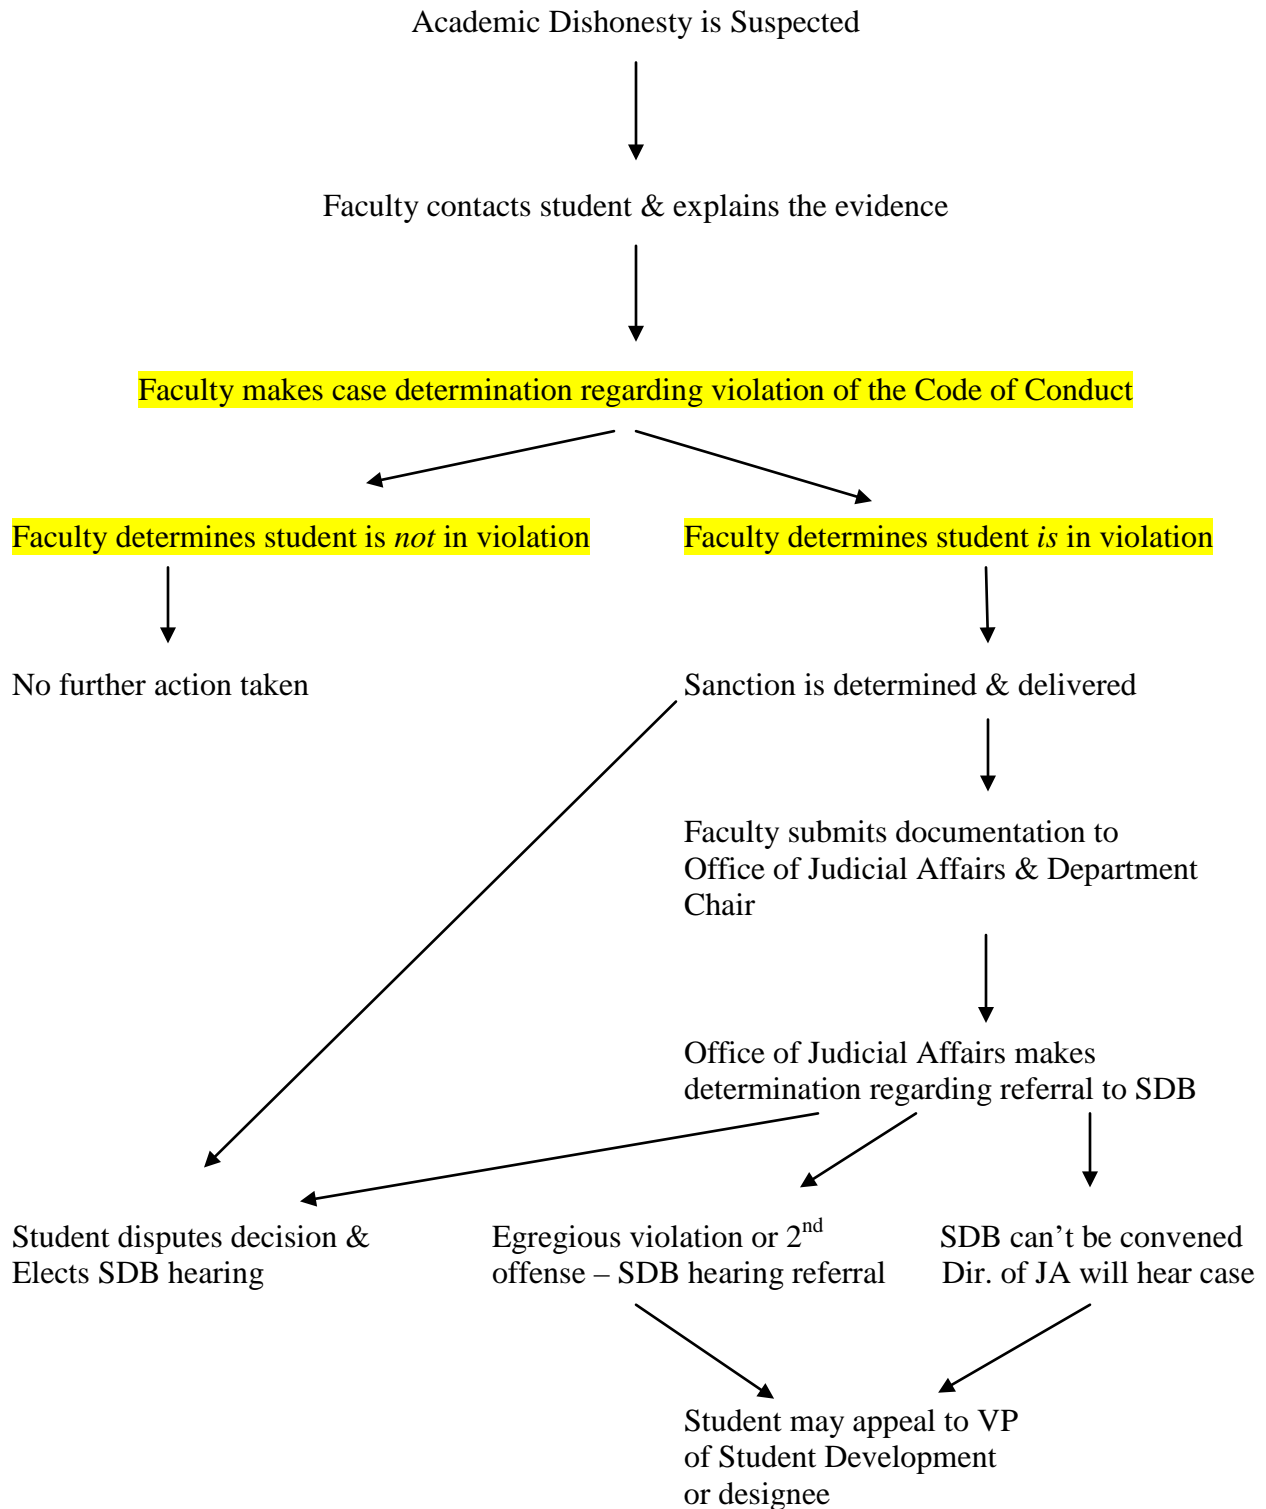 Academic Dishonesty is Suspected
Faculty contacts student & explains the evidence
Faculty makes case determination regarding violation of the Code of Conduct
Faculty determines student is not in violation
Faculty determines student is in violation
No further action taken
Sanction is determined & delivered
Faculty submits documentation to
Office of Judicial Affairs & Department
Chair
Office of Judicial Affairs makes
determination regarding referral to SDB
Student disputes decision &
Elects SDB hearing
Egregious violation or 2nd
offense – SDB hearing referral
SDB can’t be convened
Dir. of JA will hear case
Student may appeal to VP
of Student Development
or designee